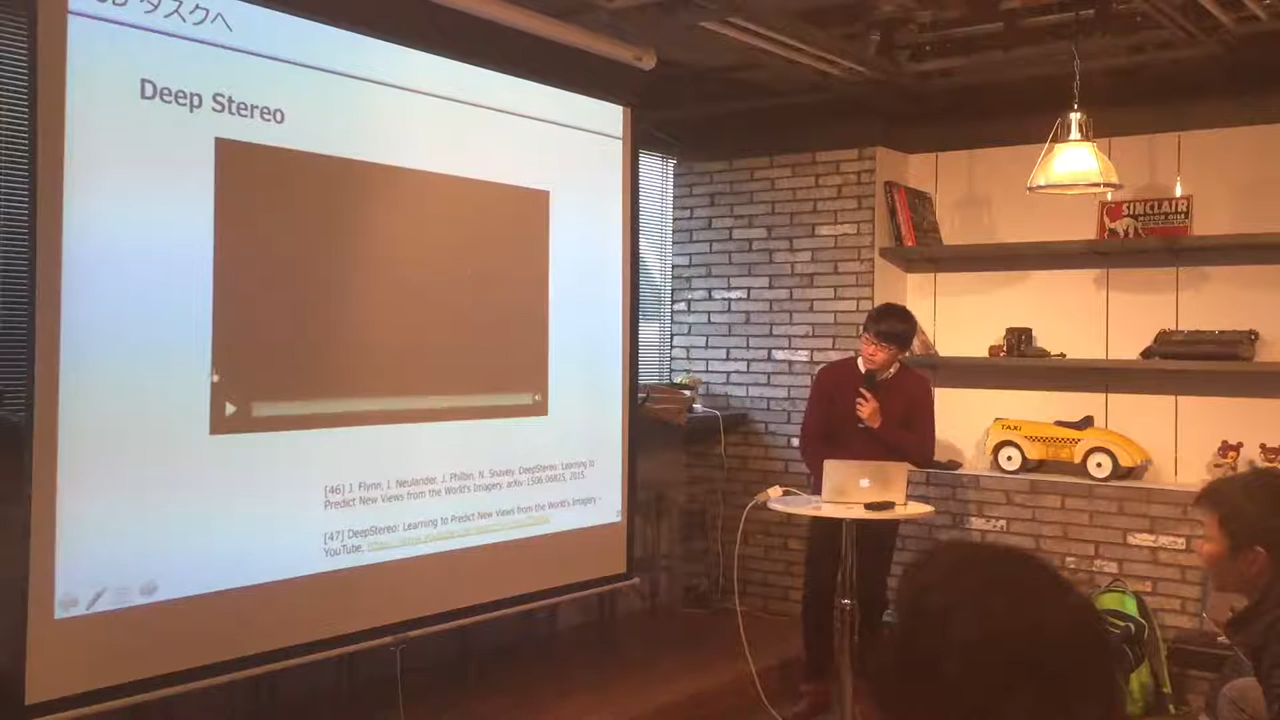 タスクへ
Deep Stereo
[46] J. Flynn, I. Neulander, J. Philbin, N. Snavely. DeepStereo: Learning to
Predict New Views from the World's Imagery. arXiv:1506.06825, 2015.
[47] DeepStereo: Learning to Predict New Views from the World's Imagery -
YouTube.
SINCLAIR
MOTOR OILS
TAXI